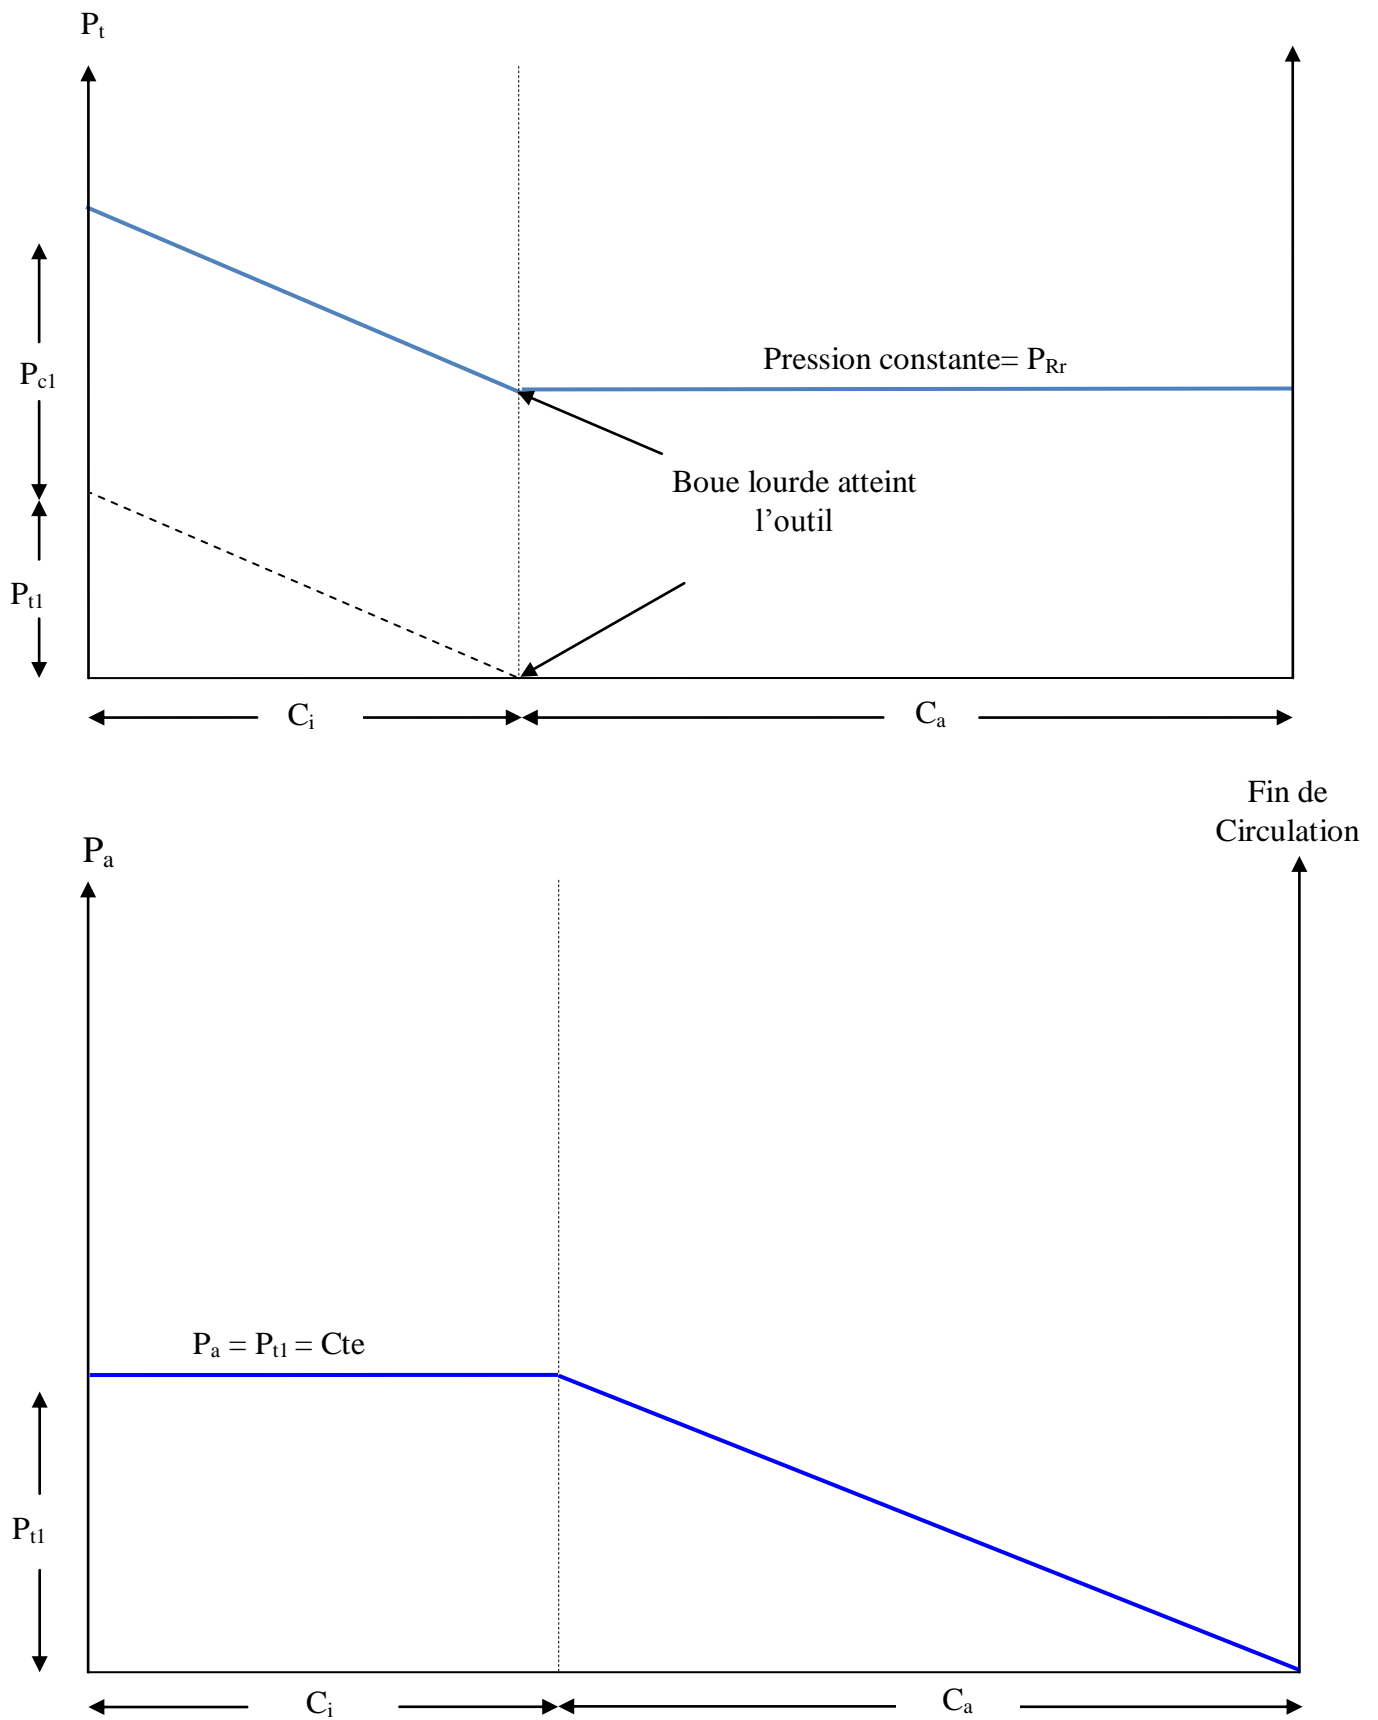 Pt
Pression constante= PRr
Pc1
Boue lourde atteint
l’outil
Pt1
Ci
Ca
Fin de
Circulation
Pa
Pa = Pt1 = Cte
Pt1
Ci
Ca